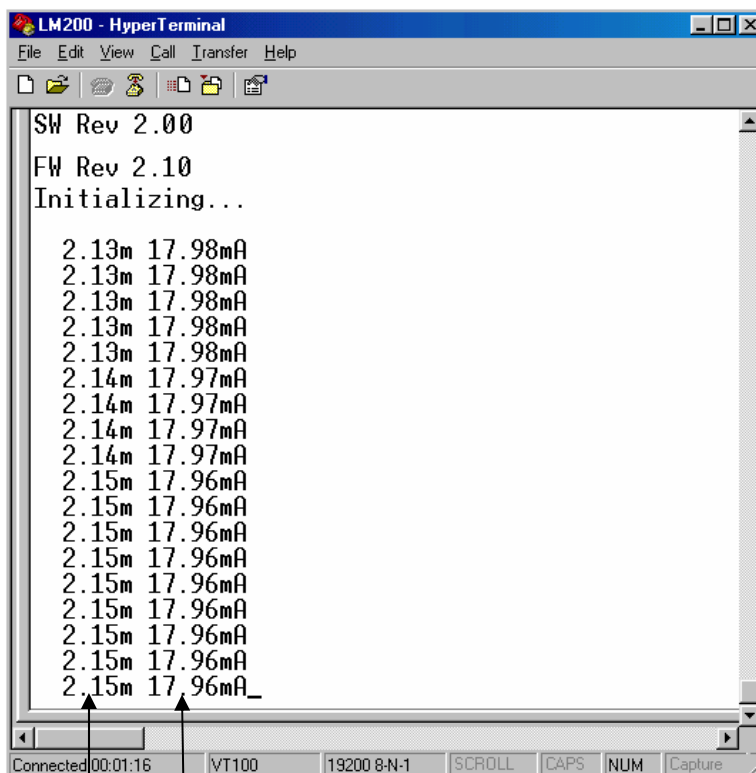 LM200 - HyperTerminal
File Edit View Call Transfer Help
SW Rev 2.00
FW Rev 2.10
Initializing...
2.13m 17.98mA
2.13m 17.98mA
2.13m 17.98mA
2.13m 17.98mA
2.13m 17.98mA
2.14m 17.97mA
2.14m 17.97mA
2.14m 17.97mA
2.14m 17.97mA
2.15m 17.96mA
2.15m 17.96mA
2.15m 17.96mA
2.15m 17.96mA
2.15m 17.96mA
2.15m 17.96mA
2.15m 17.96mA
2.15m 17.96mA
2.15m 17.96mA_
Connected 00:01:16 VT100 19200 8-N-1 SCROLL CAPS NUM Capture